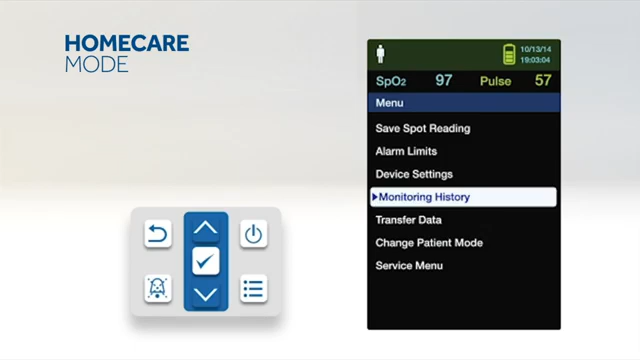 HOMECARE
MODE
10/13/14
19:03:04
SpO2 97 Pulse 57
Menu
Save Spot Reading
Alarm Limits
Device Settings
Monitoring History
Transfer Data
Change Patient Mode
Service Menu